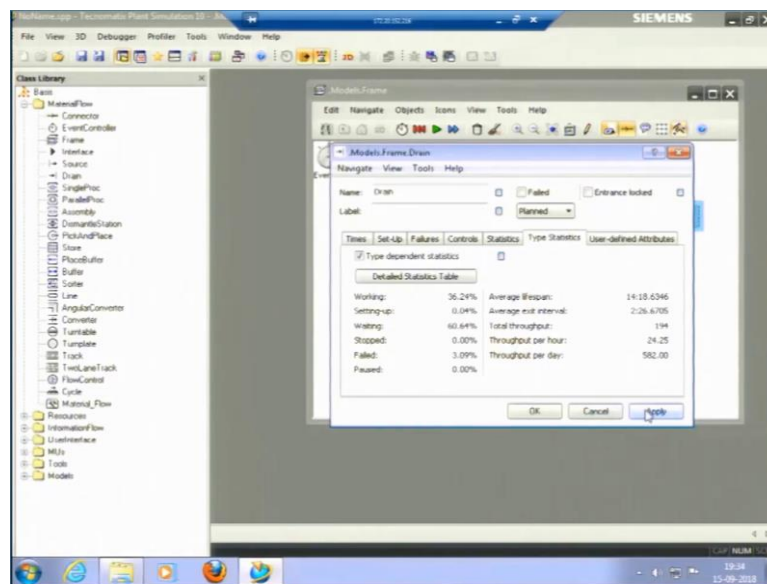 NoName.spp - Tecnomatix Plant Simulation 10 -
SIEMENS
File View 3D Debugger Profiler Tools Window Help
Class Library
Basis
MaterialFlow
Connector
EventController
Frame
Interface
Source
Drain
SingleProc
ParallelProc
Assembly
DismantleStation
PickAndPlace
Store
PlaceBuffer
Buffer
Sorter
Line
AngularConverter
Converter
Turntable
Turnplate
Track
TwoLaneTrack
FlowControl
Cycle
Material_Flow
Resources
InformationFlow
UserInterface
MUs
Tools
Models
.Models.Frame
Edit Navigate Objects Icons View Tools Help
.Models.Frame.Drain
Navigate View Tools Help
Name: Drain Failed Entrance locked
Label: Planned
Times Set-Up Failures Controls Statistics Type Statistics User-defined Attributes
Type dependent statistics
Detailed Statistics Table
Working: 36.24% Average lifespan: 14:18.6346
Setting-up: 0.04% Average exit interval: 2:26.6705
Waiting: 60.64% Total throughput: 194
Stopped: 0.00% Throughput per hour: 24.25
Failed: 3.09% Throughput per day: 582.00
Paused: 0.00%
OK Cancel Apply
CAP NUM
19:34
15-09-2018